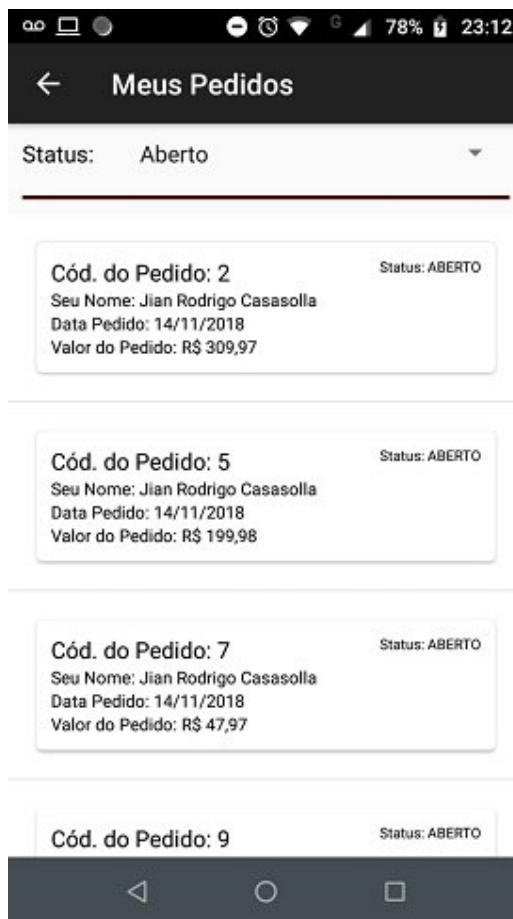 G 78% 23:12
Meus Pedidos
Status: Aberto
Cód. do Pedido: 2 Status: ABERTO
Seu Nome: Jian Rodrigo Casasolla
Data Pedido: 14/11/2018
Valor do Pedido: R$ 309,97
Cód. do Pedido: 5 Status: ABERTO
Seu Nome: Jian Rodrigo Casasolla
Data Pedido: 14/11/2018
Valor do Pedido: R$ 199,98
Cód. do Pedido: 7 Status: ABERTO
Seu Nome: Jian Rodrigo Casasolla
Data Pedido: 14/11/2018
Valor do Pedido: R$ 47,97
Cód. do Pedido: 9 Status: ABERTO